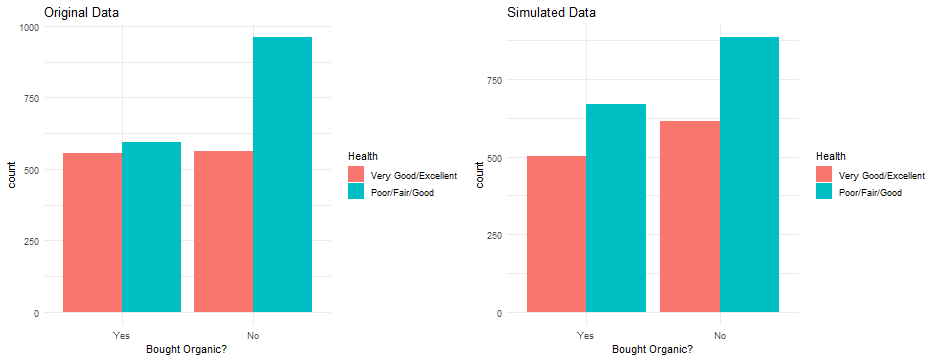 Original Data
1000
750
500
250
0
count
Yes
No
Bought Organic?
Health
Very Good/Excellent
Poor/Fair/Good
Simulated Data
750
500
250
0
count
Yes
No
Bought Organic?
Health
Very Good/Excellent
Poor/Fair/Good